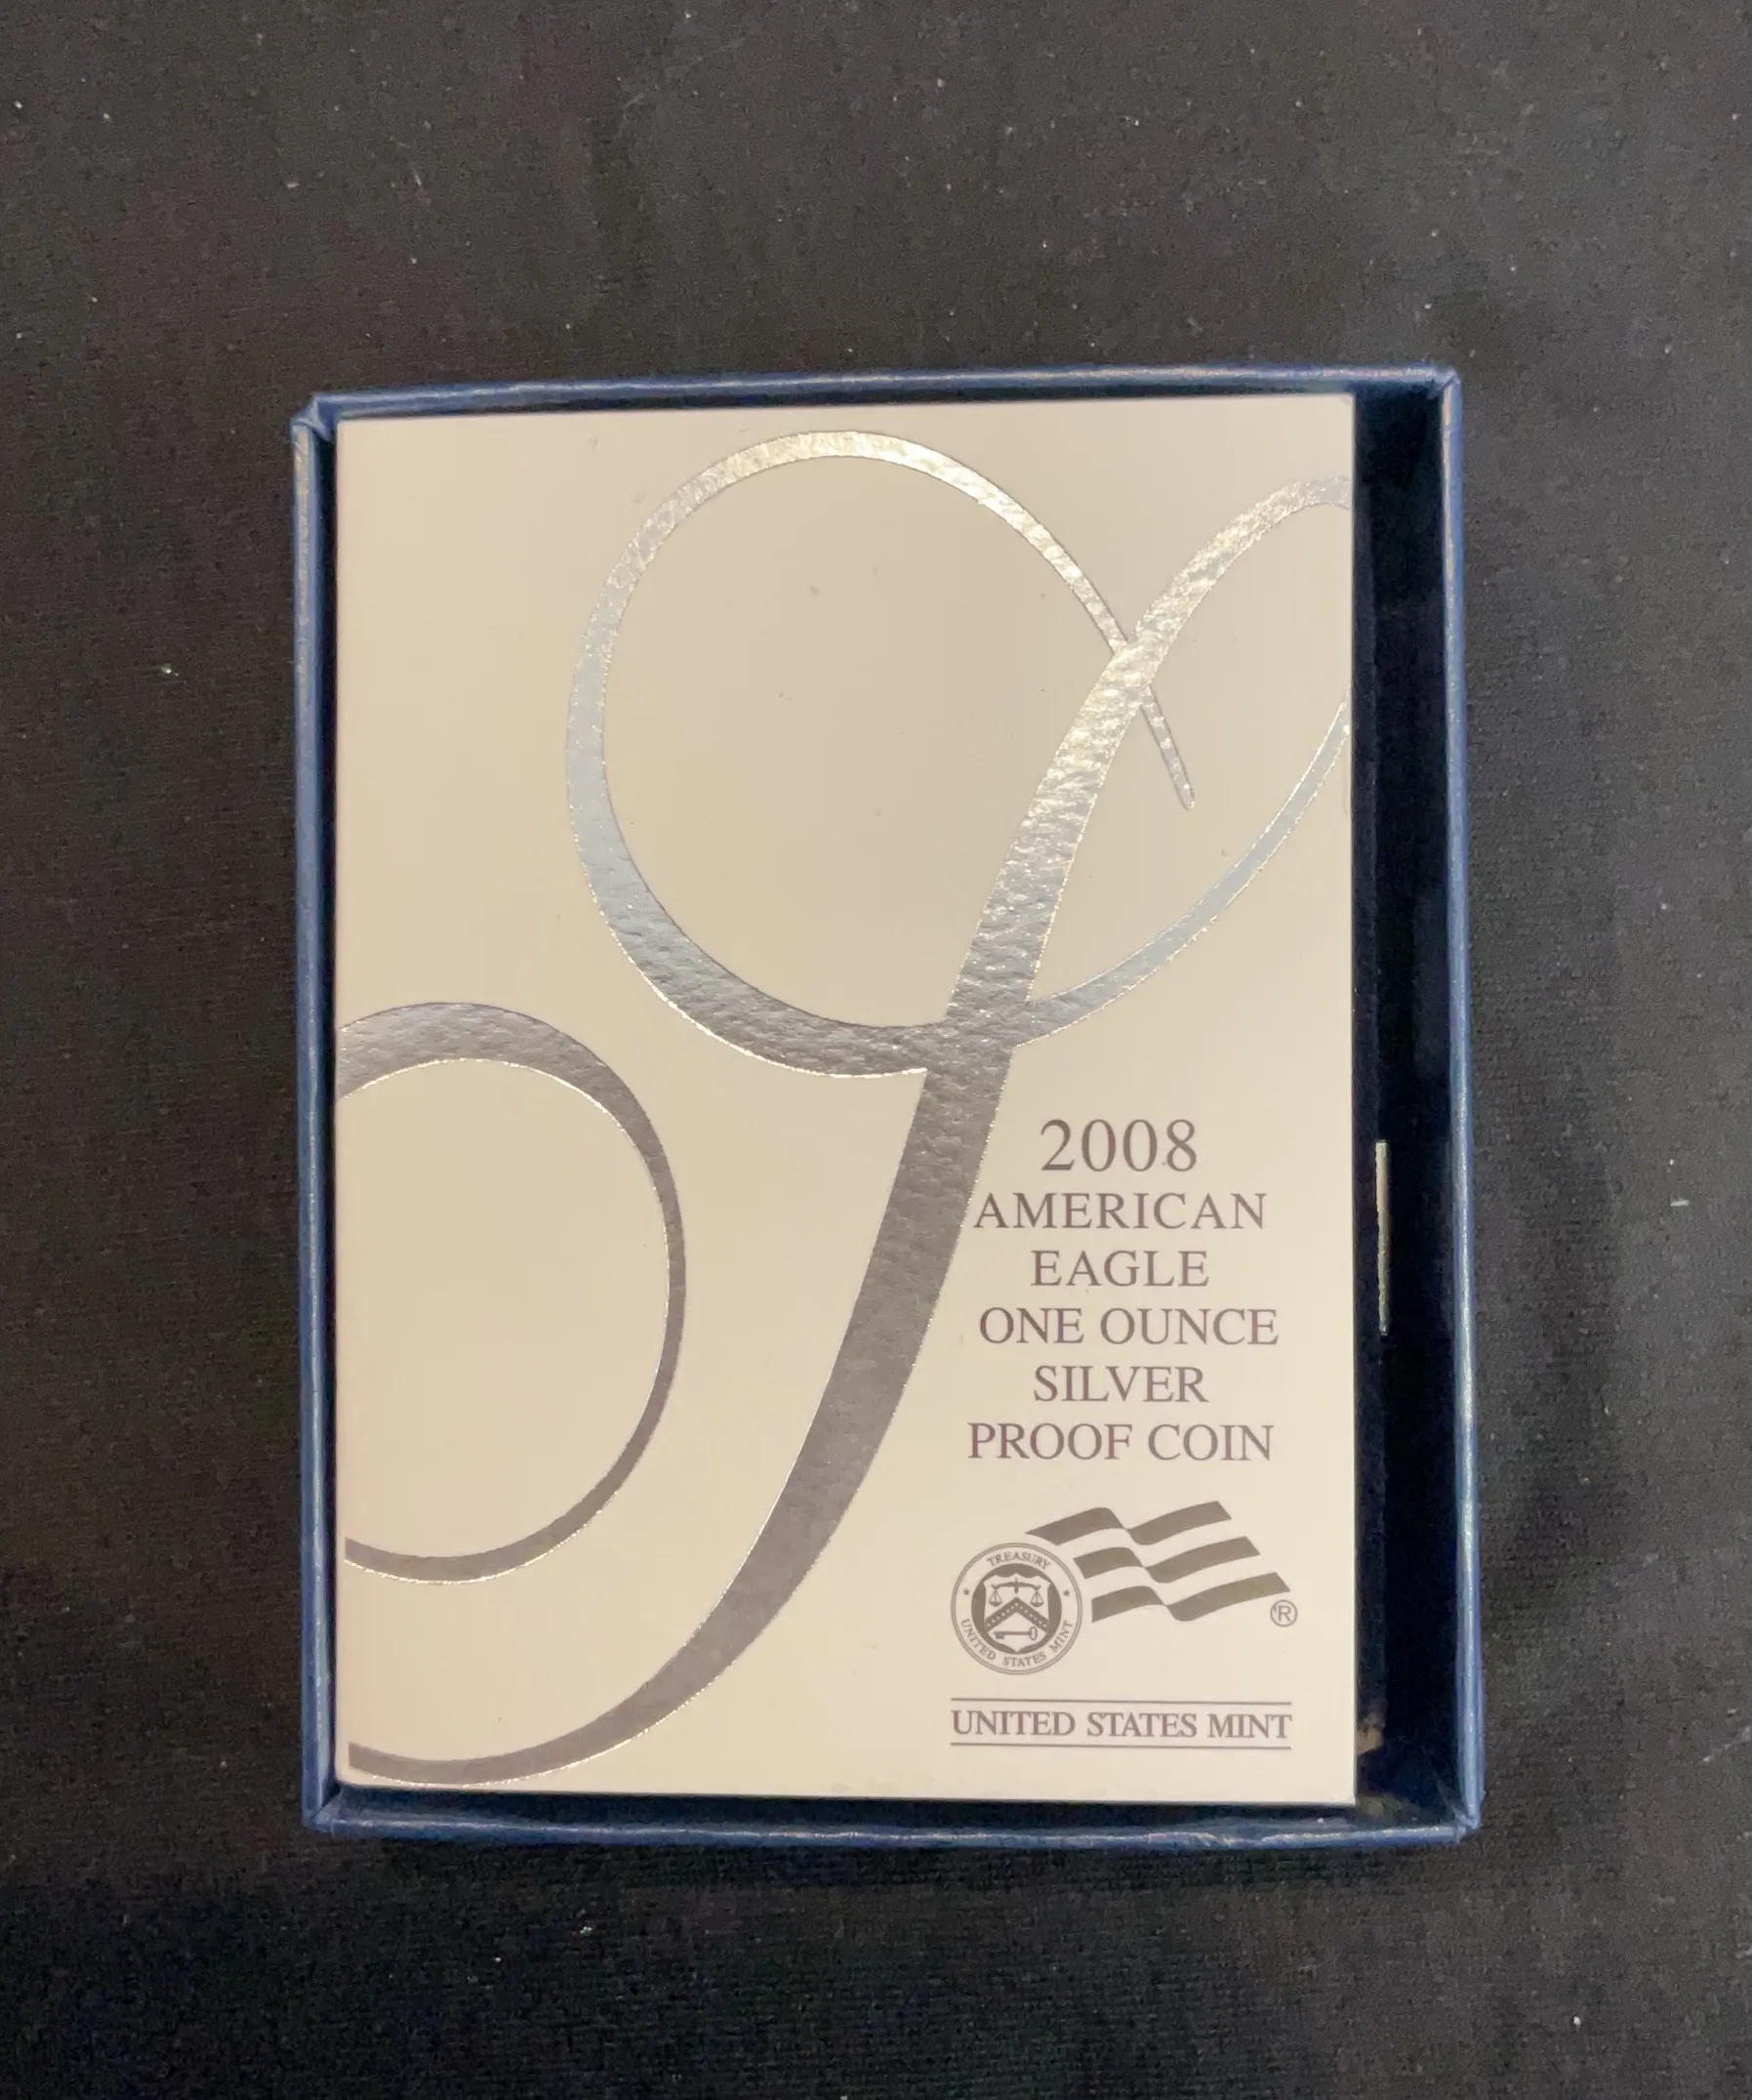 2008
AMERICAN
EAGLE
ONE OUNCE
SILVER
PROOF COIN
TREASURY
UNITED STATES MINT
®
UNITED STATES MINT